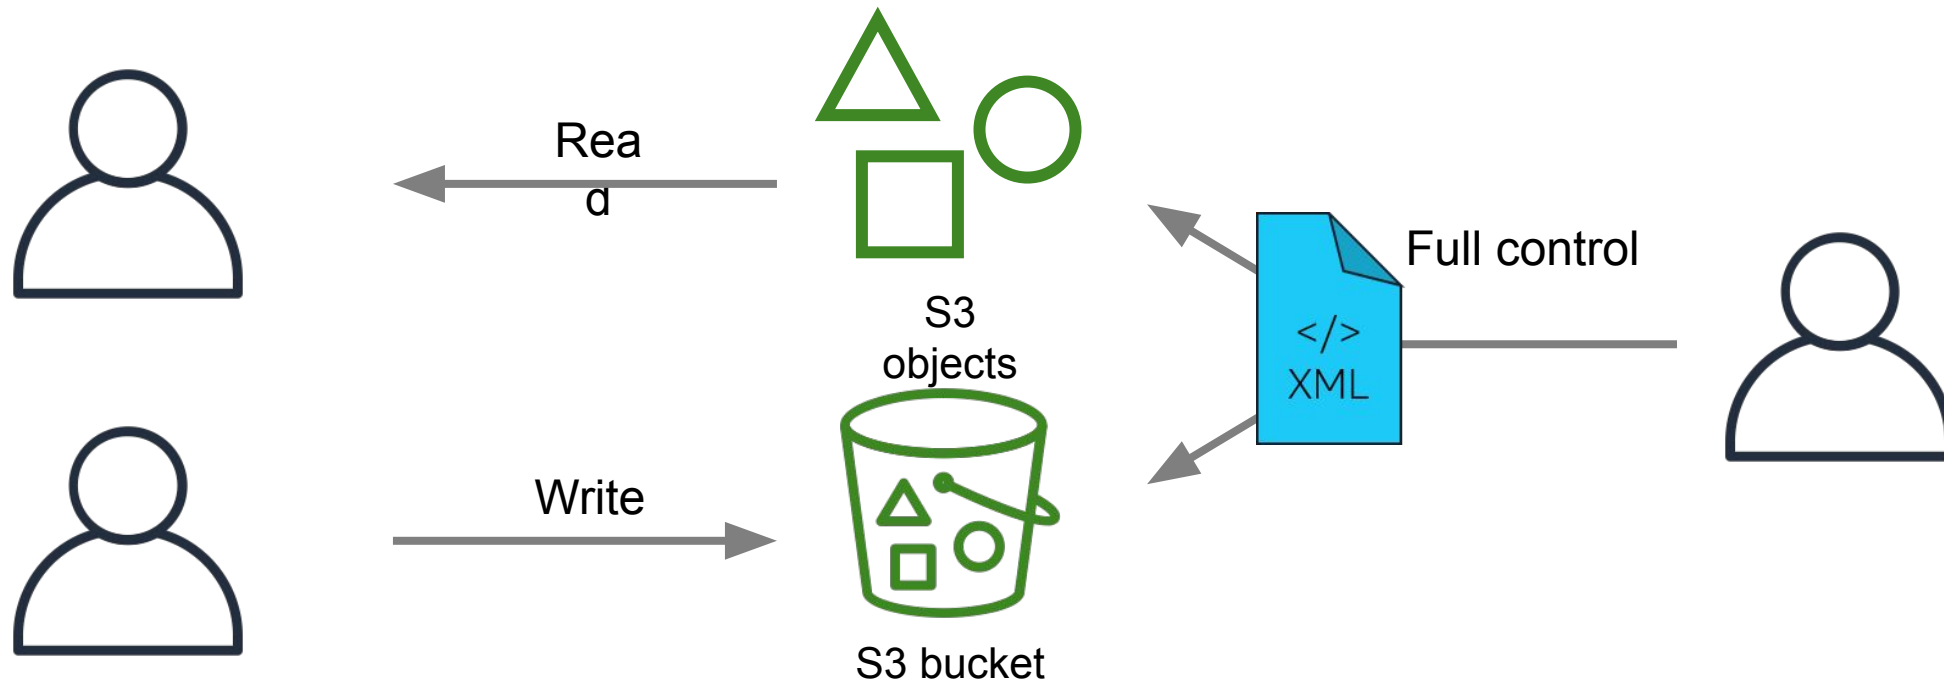 Rea
d
S3
objects
Full control
</>
XML
Write
S3 bucket